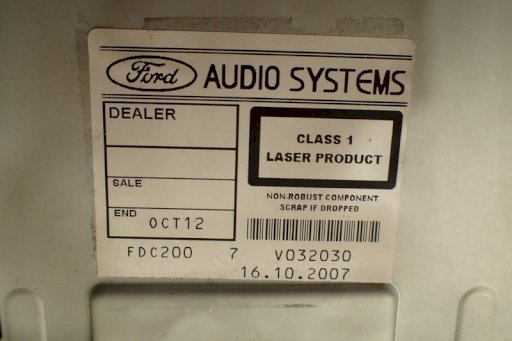 Ford AUDIO SYSTEMS
DEALER
CLASS 1
LASER PRODUCT
SALE
NON-ROBUST COMPONENT
SCRAP IF DROPPED
END OCT12
FDC200 7 V032030
16.10.2007